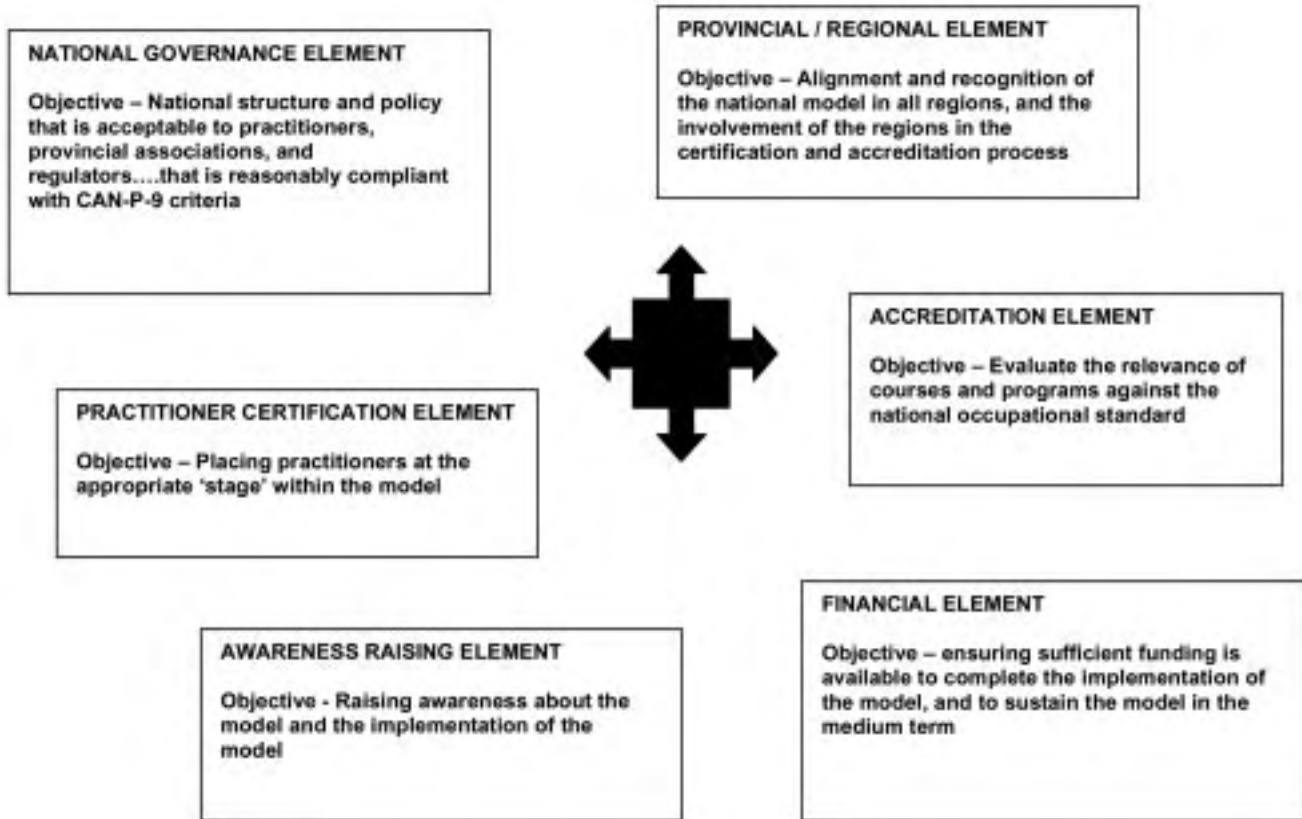 NATIONAL GOVERNANCE ELEMENT
Objective – National structure and policy
that is acceptable to practitioners,
provincial associations, and
regulators....that is reasonably compliant
with CAN-P-9 criteria
PROVINCIAL / REGIONAL ELEMENT
Objective – Alignment and recognition of
the national model in all regions, and the
involvement of the regions in the
certification and accreditation process
ACCREDITATION ELEMENT
Objective – Evaluate the relevance of
courses and programs against the
national occupational standard
PRACTITIONER CERTIFICATION ELEMENT
Objective – Placing practitioners at the
appropriate ‘stage’ within the model
FINANCIAL ELEMENT
Objective – ensuring sufficient funding is
available to complete the implementation of
the model, and to sustain the model in the
medium term
AWARENESS RAISING ELEMENT
Objective - Raising awareness about the
model and the implementation of the
model